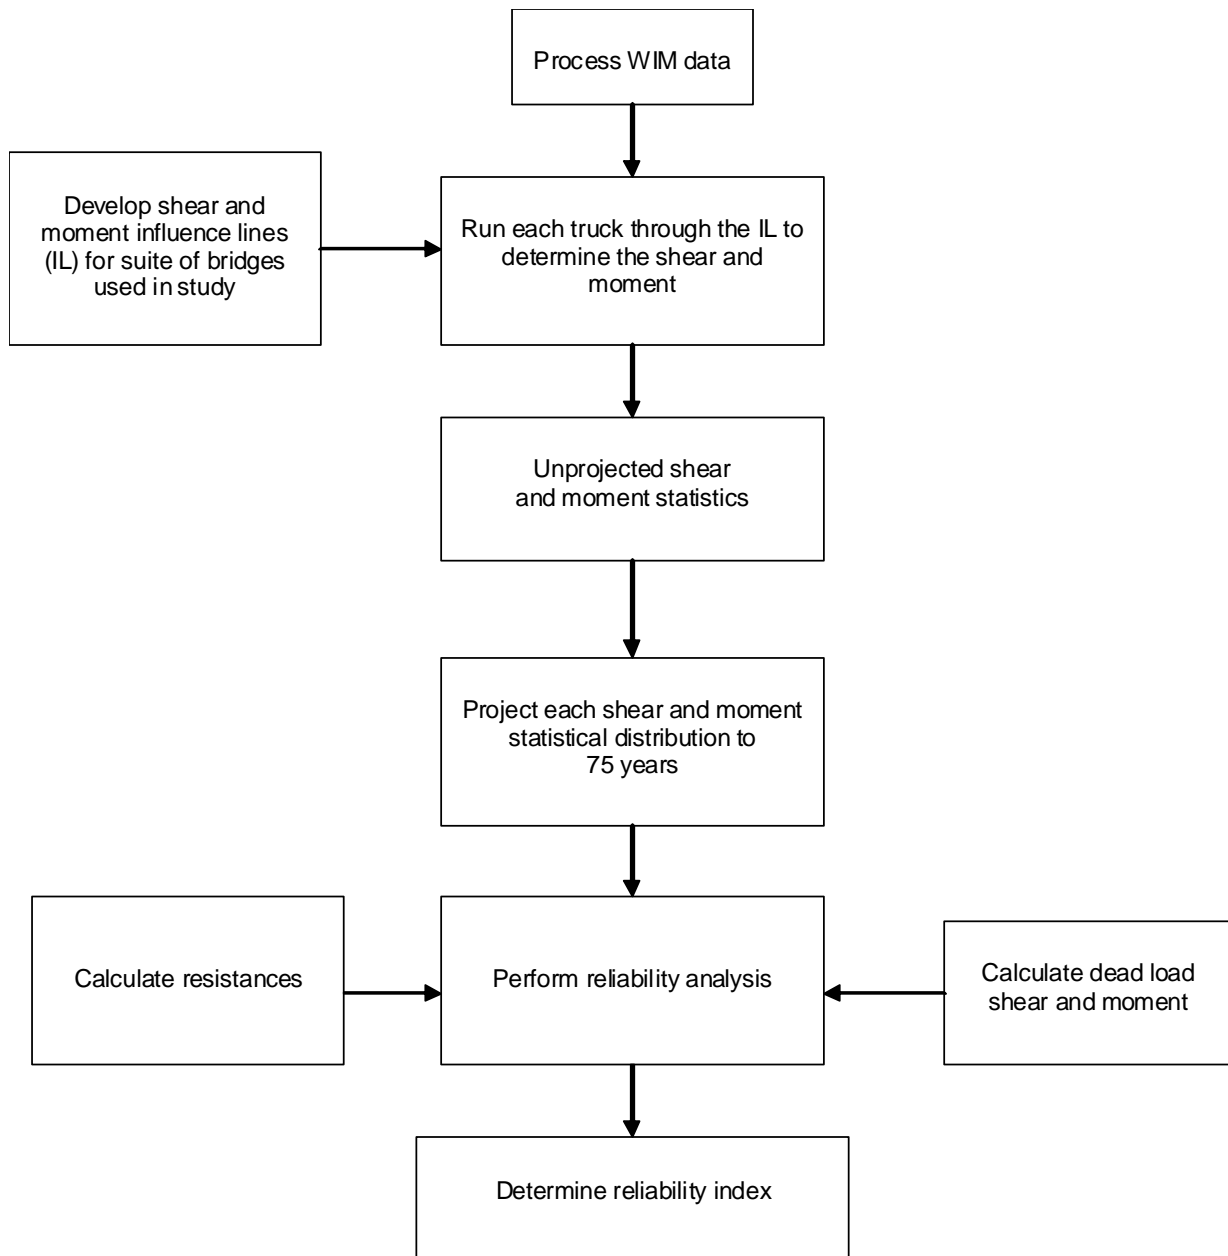 Process WIM data
Develop shear and
moment influence lines
(IL) for suite of bridges
used in study
Run each truck through the IL to
determine the shear and
moment
Unprojected shear
and moment statistics
Project each shear and moment
statistical distribution to
75 years
Calculate resistances
Perform reliability analysis
Calculate dead load
shear and moment
Determine reliability index